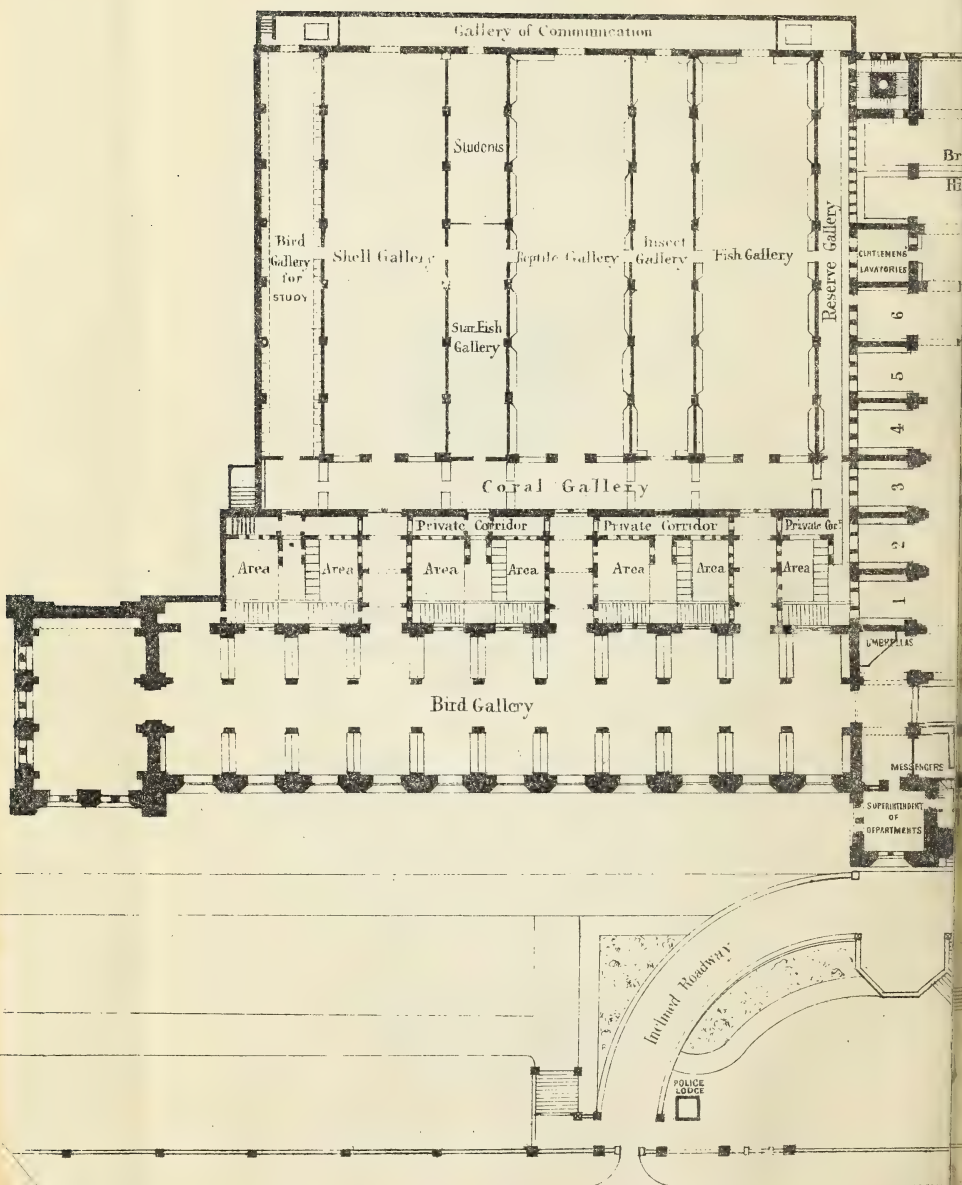 Gallery of Communication
Students
Bird
Gallery
for
STUDY
Shell Gallery
Reptile Gallery
Insect
Gallery
Fish Gallery
Reserve Gallery
Star Fish
Gallery
Br
Hi
GENTLEMENS
LAVATORIES
6
5
4
3
2
1
Coral Gallery
Private Corridor
Private Corridor
Private Corr
Area
Area
Area
Area
Area
Area
Area
UMBRELLAS
Bird Gallery
MESSENGERS
SUPERINTENDENT
OF
DEPARTMENTS
Inclined Roadway
POLICE
LODGE